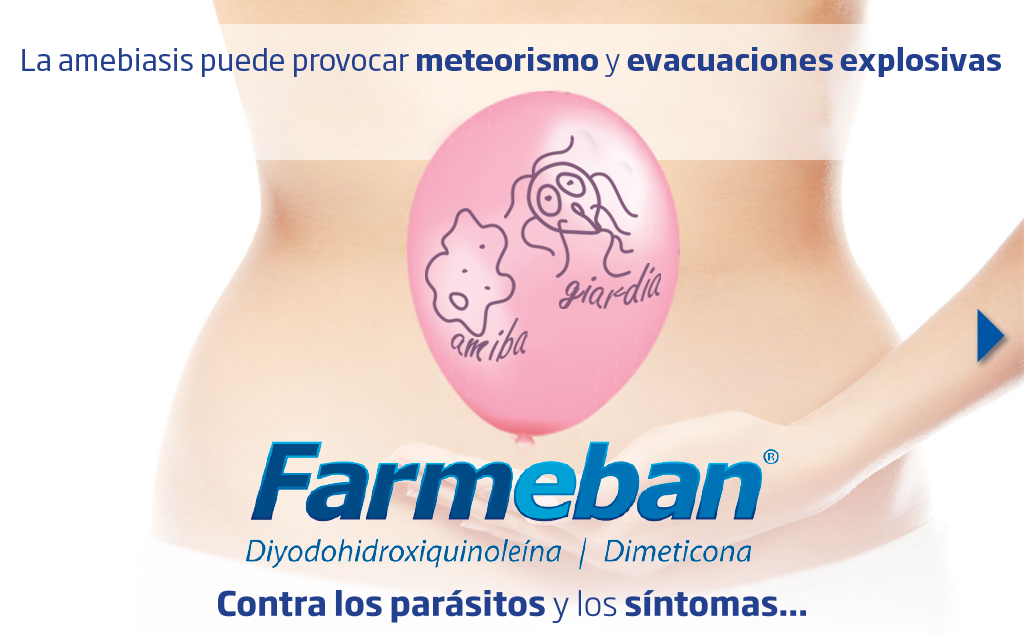 La amebiasis puede provocar meteorismo y evacuaciones explosivas
giardia
amiba
Farmeban®
Diyodohidroxiquinoleína | Dimeticona
Contra los parásitos y los síntomas...